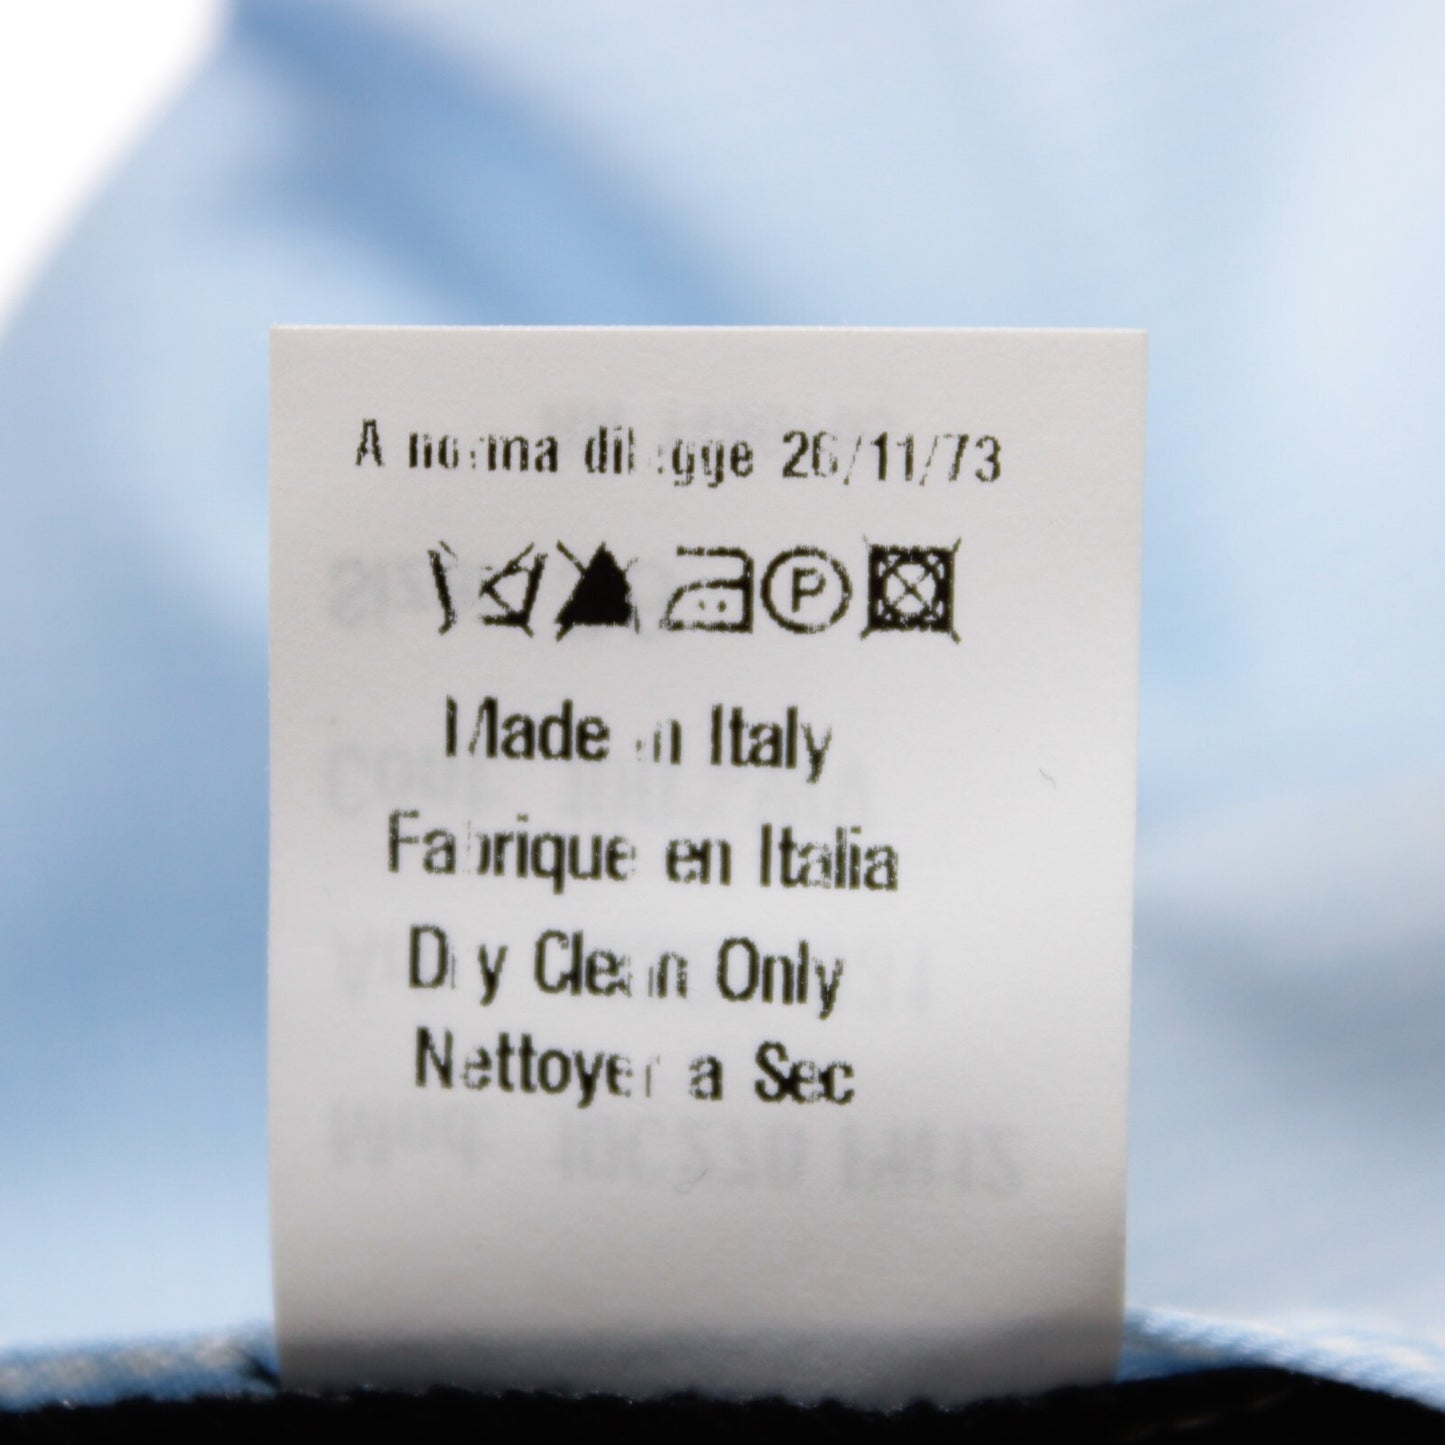 A norma di legge 26/11/73
P
Made in Italy
Fabrique en Italia
Dry Clean Only
Nettoyer a Sec